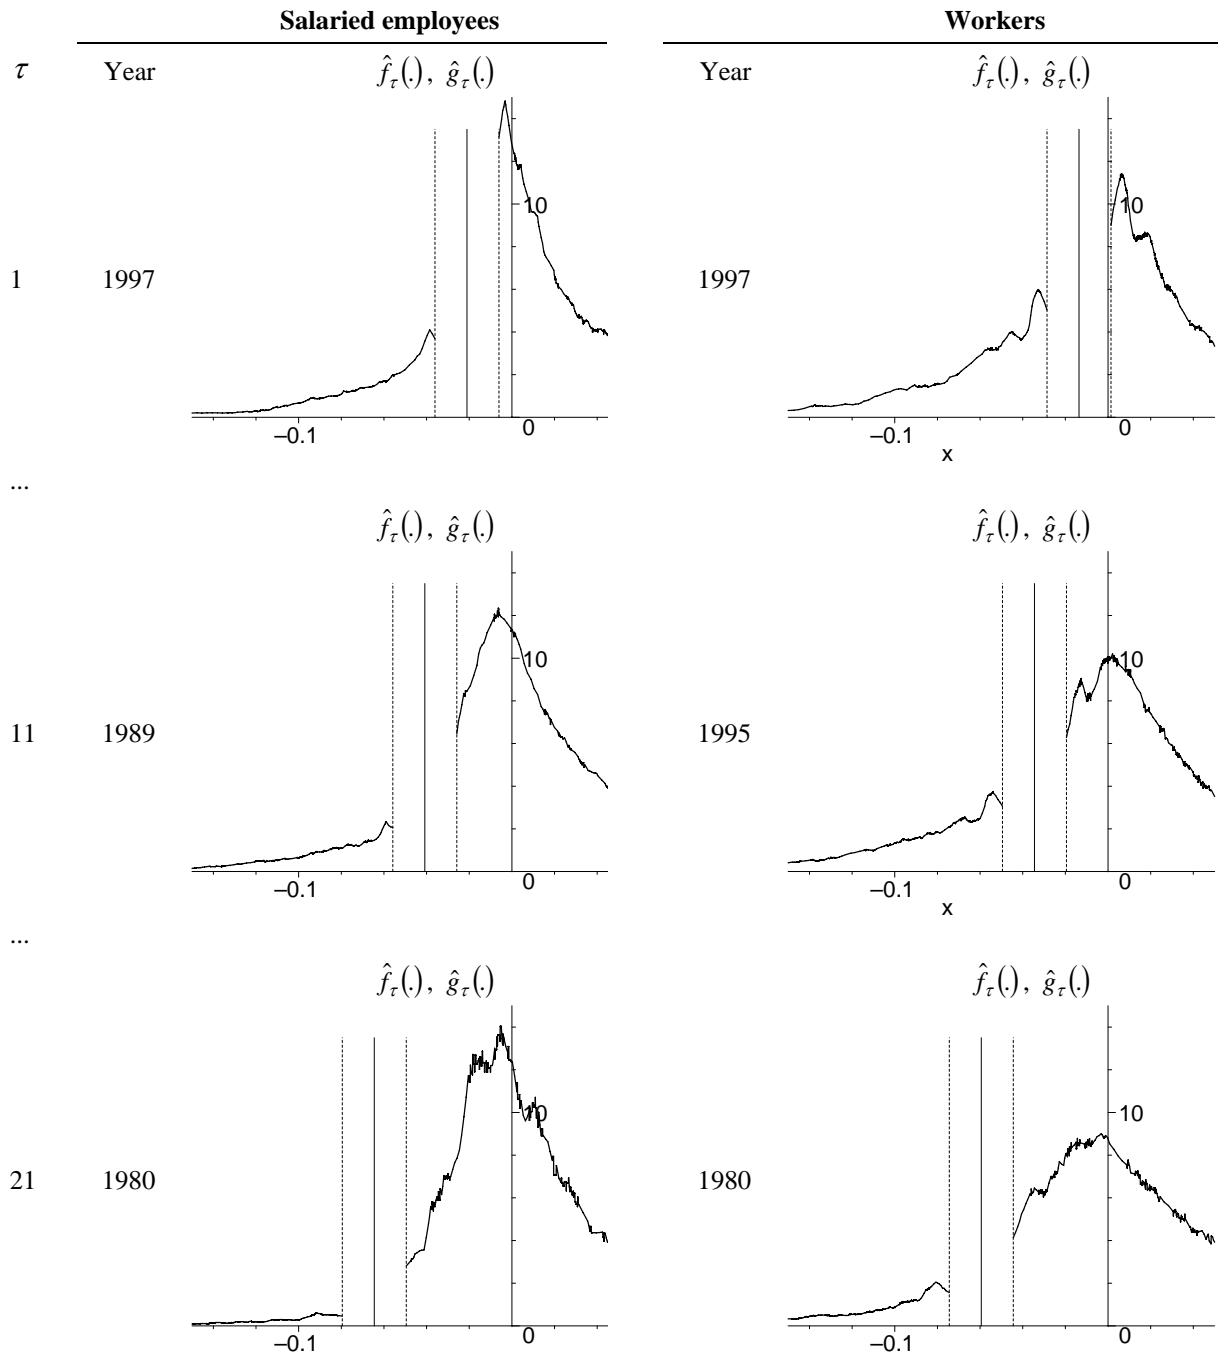 Salaried employees Workers
τ Year f̂τ(.) , ĝτ(.) Year f̂τ(.) , ĝτ(.)
10 10
1 1997 1997
0 0
−0.1 −0.1
x
...
f̂τ(.) , ĝτ(.) f̂τ(.) , ĝτ(.)
10 10
11 1989 1995
0 0
−0.1 −0.1
x
...
f̂τ(.) , ĝτ(.) f̂τ(.) , ĝτ(.)
10 10
21 1980 1980
0 0
−0.1 −0.1